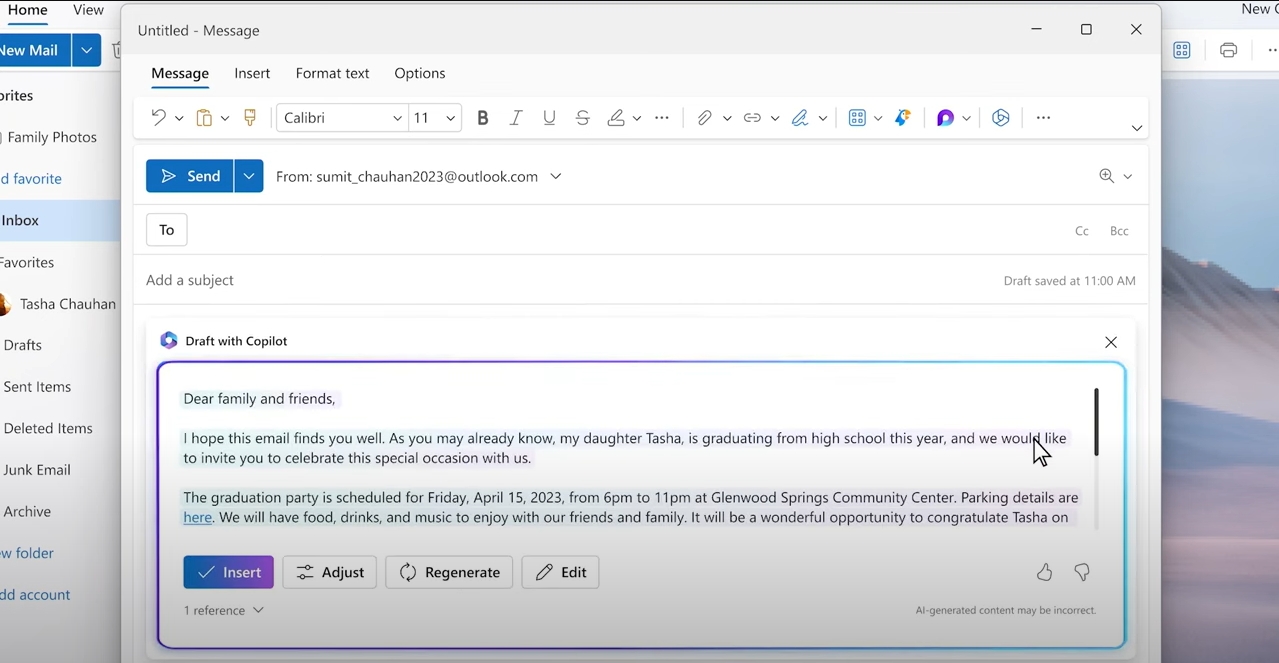 Home View
New
Untitled - Message
New Mail
Message Insert Format text Options
Calibri 11
Send From: sumit_chauhan2023@outlook.com
To Cc Bcc
Add a subject Draft saved at 11:00 AM
Family Photos
Inbox
Tasha Chauhan
Drafts
Sent Items
Deleted Items
Junk Email
Archive
Draft with Copilot
Dear family and friends,
I hope this email finds you well. As you may already know, my daughter Tasha, is graduating from high school this year, and we would like
to invite you to celebrate this special occasion with us.
The graduation party is scheduled for Friday, April 15, 2023, from 6pm to 11pm at Glenwood Springs Community Center. Parking details are
here. We will have food, drinks, and music to enjoy with our friends and family. It will be a wonderful opportunity to congratulate Tasha on
Insert Adjust Regenerate Edit
1 reference AI-generated content may be incorrect.
favorite
Favorites
folder
account